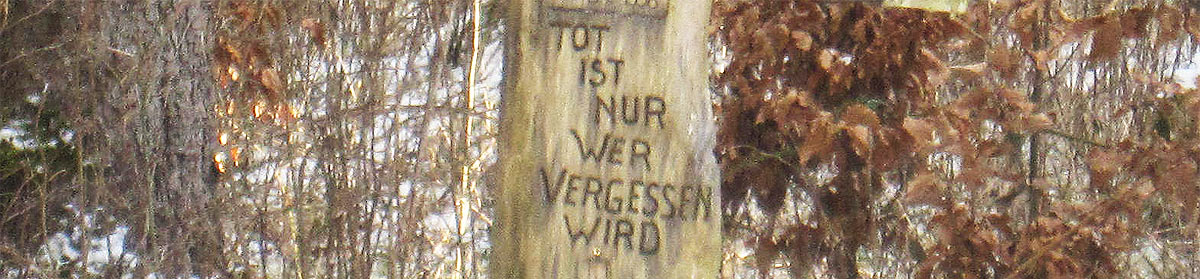 TOT
IST
NUR
WER
VERGESSEN
WIRD